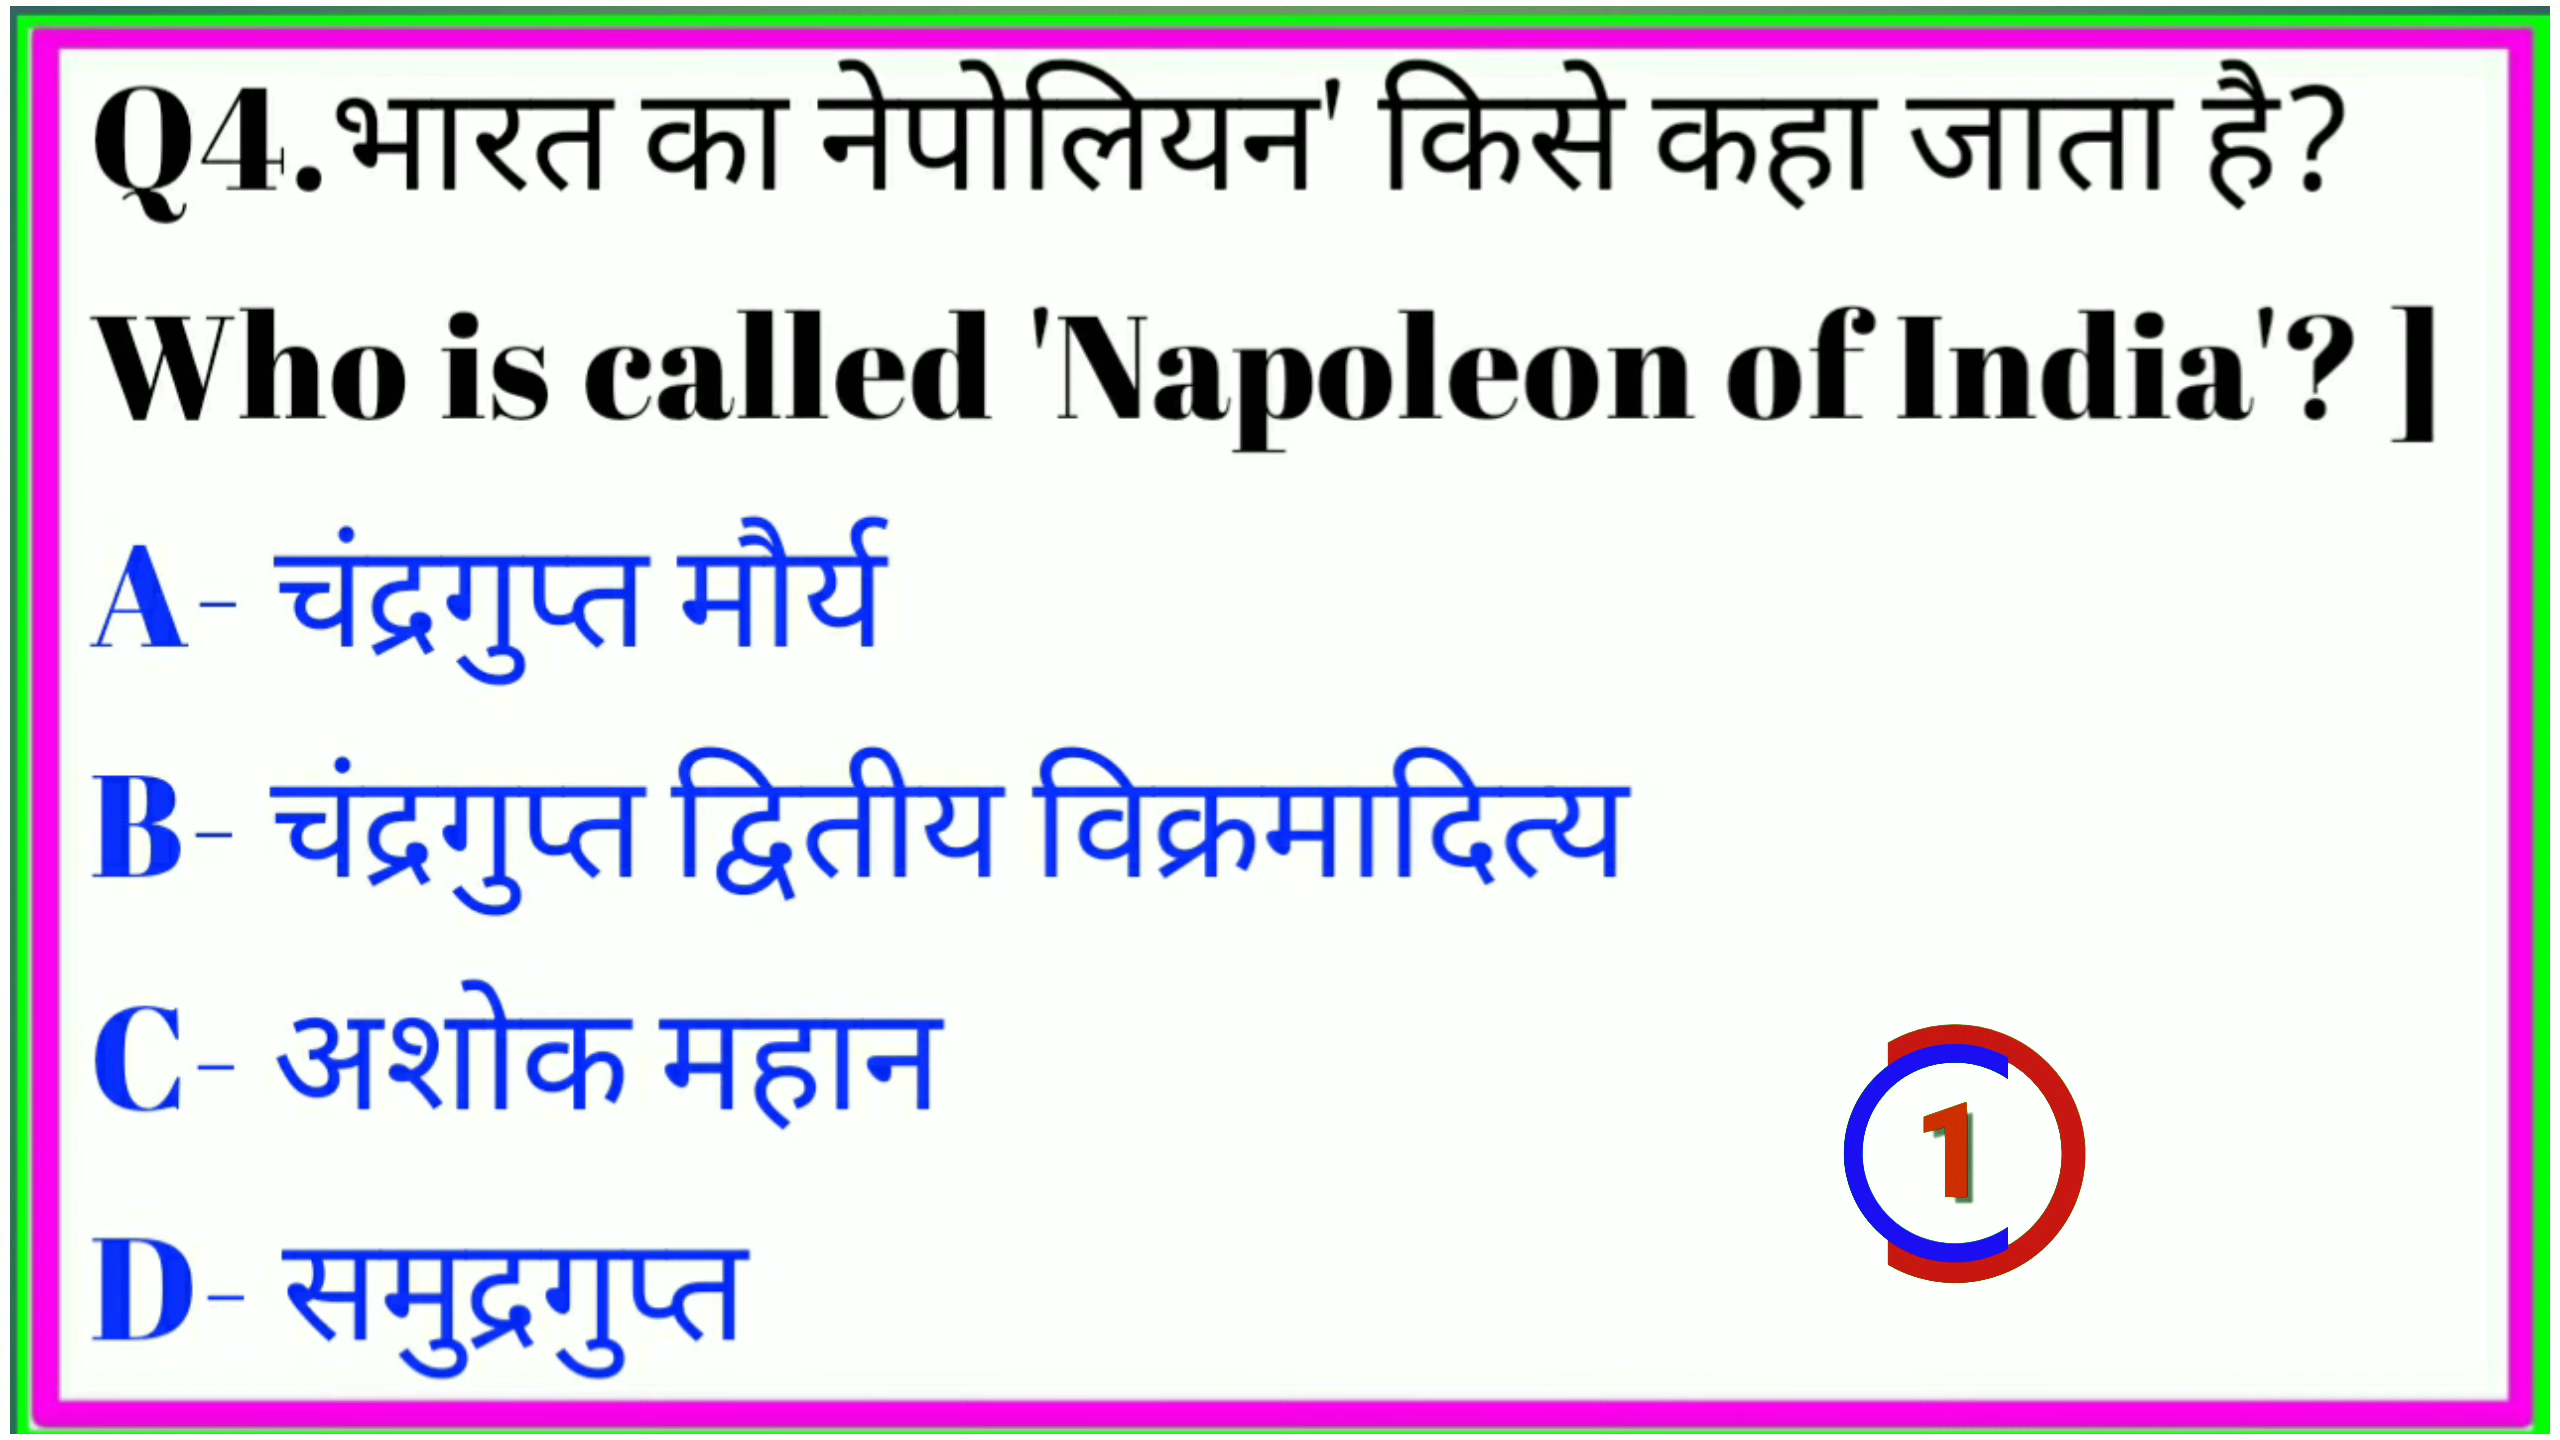 Q4.भारत का नेपोलियन' किसे कहा जाता है?
Who is called 'Napoleon of India'? ]
A- चंद्रगुप्त मौर्य
B- चंद्रगुप्त द्वितीय विक्रमादित्य
C- अशोक महान
D- समुद्रगुप्त
1